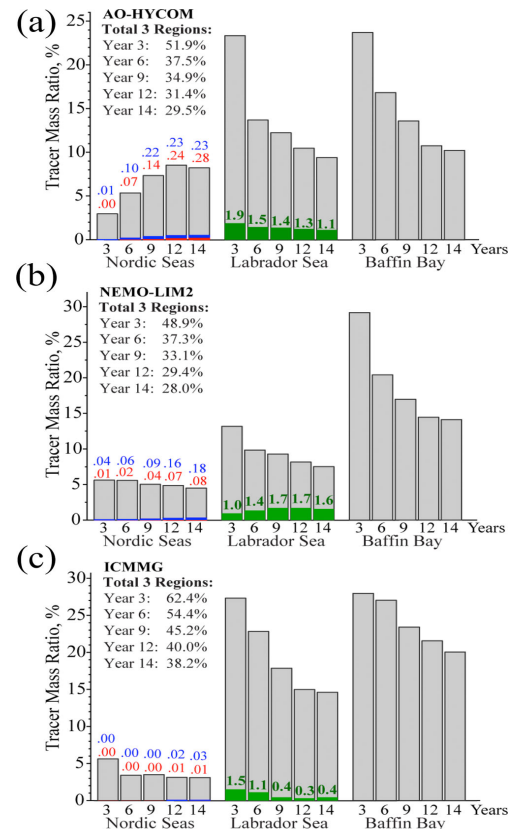 (a)
AO-HYCOM
Total 3 Regions:
Year 3: 51.9%
Year 6: 37.5%
Year 9: 34.9%
Year 12: 31.4%
Year 14: 29.5%
Tracer Mass Ratio, %
25
20
15
10
5
0
.01 .10 .22 .23 .23
.00 .07 .14 .24 .28
1.9 1.5 1.4 1.3 1.1
3 6 9 12 14 3 6 9 12 14 3 6 9 12 14 Years
Nordic Seas Labrador Sea Baffin Bay
(b)
NEMO-LIM2
Total 3 Regions:
Year 3: 48.9%
Year 6: 37.3%
Year 9: 33.1%
Year 12: 29.4%
Year 14: 28.0%
Tracer Mass Ratio, %
30
25
20
15
10
5
0
.04 .06 .09 .16 .18
.01 .02 .04 .07 .08
1.0 1.4 1.7 1.7 1.6
3 6 9 12 14 3 6 9 12 14 3 6 9 12 14 Years
Nordic Seas Labrador Sea Baffin Bay
(c)
ICMMG
Total 3 Regions:
Year 3: 62.4%
Year 6: 54.4%
Year 9: 45.2%
Year 12: 40.0%
Year 14: 38.2%
Tracer Mass Ratio, %
30
25
20
15
10
5
0
.00 .00 .00 .02 .03
.00 .00 .00 .01 .01
1.5 1.1 0.4 0.3 0.4
3 6 9 12 14 3 6 9 12 14 3 6 9 12 14 Years
Nordic Seas Labrador Sea Baffin Bay